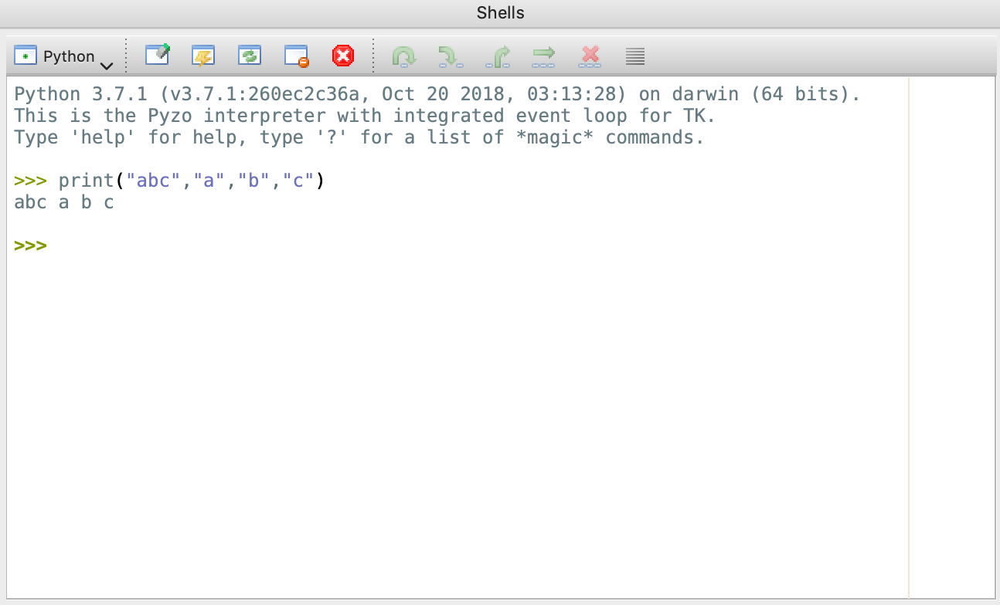 Shells
Python
Python 3.7.1 (v3.7.1:260ec2c36a, Oct 20 2018, 03:13:28) on darwin (64 bits).
This is the Pyzo interpreter with integrated event loop for TK.
Type 'help' for help, type '?' for a list of *magic* commands.
>>> print("abc","a","b","c")
abc a b c
>>>